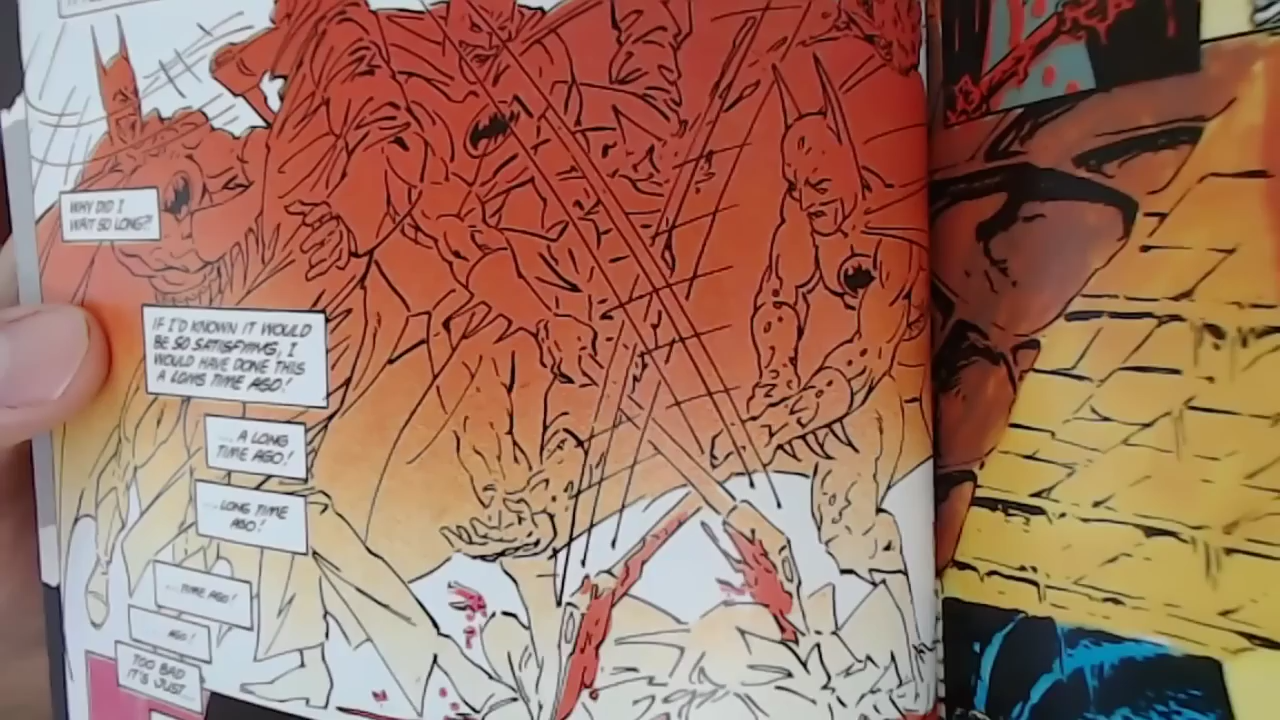 WHY DID I
WAIT SO LONG?!
IF I'D KNOWN IT WOULD
BE SO SATISFYING, I
WOULD HAVE DONE THIS
A LONG TIME AGO!
...A LONG
TIME AGO!
...LONG TIME
AGO!
...TIME AGO!
...AGO!
TOO BAD
IT'S JUST...